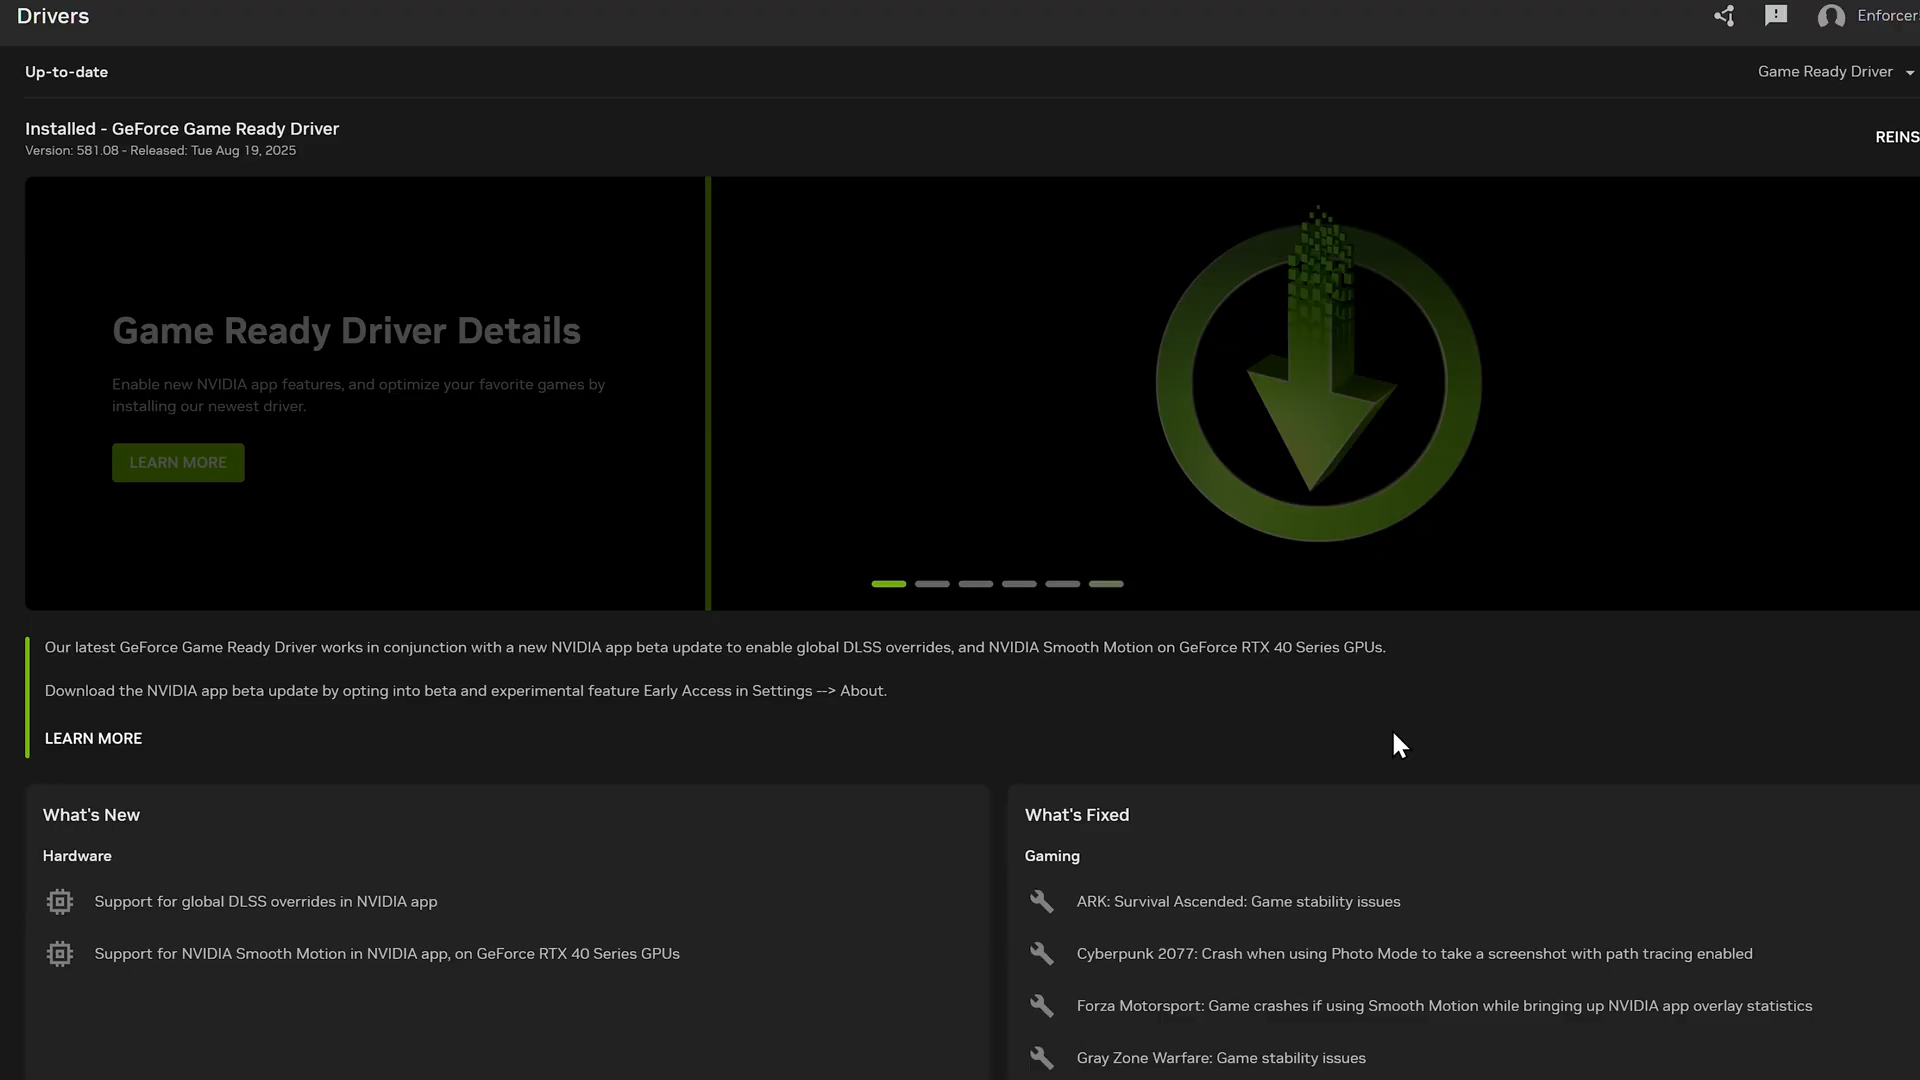 Drivers
Enforcer
Up-to-date
Game Ready Driver
Installed - GeForce Game Ready Driver
Version: 581.08 - Released: Tue Aug 19, 2025
REINS
Game Ready Driver Details
Enable new NVIDIA app features, and optimize your favorite games by
installing our newest driver.
LEARN MORE
Our latest GeForce Game Ready Driver works in conjunction with a new NVIDIA app beta update to enable global DLSS overrides, and NVIDIA Smooth Motion on GeForce RTX 40 Series GPUs.
Download the NVIDIA app beta update by opting into beta and experimental feature Early Access in Settings --> About.
LEARN MORE
What's New
Hardware
Support for global DLSS overrides in NVIDIA app
Support for NVIDIA Smooth Motion in NVIDIA app, on GeForce RTX 40 Series GPUs
What's Fixed
Gaming
ARK: Survival Ascended: Game stability issues
Cyberpunk 2077: Crash when using Photo Mode to take a screenshot with path tracing enabled
Forza Motorsport: Game crashes if using Smooth Motion while bringing up NVIDIA app overlay statistics
Gray Zone Warfare: Game stability issues